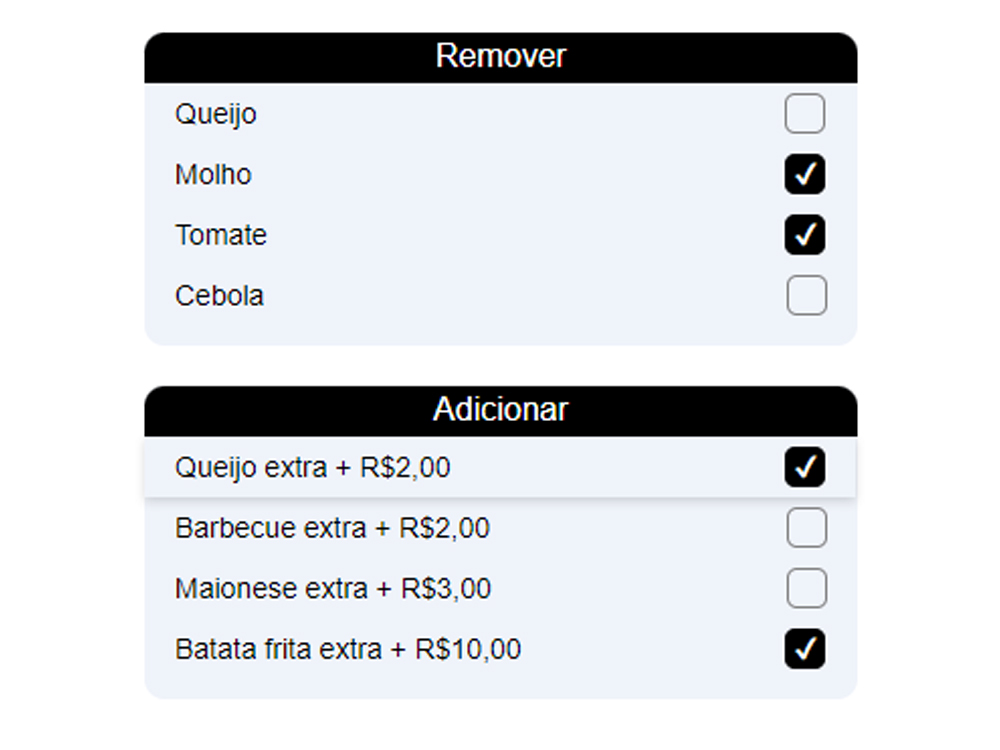 Remover
Queijo
Molho
Tomate
Cebola
Adicionar
Queijo extra + R$2,00
Barbecue extra + R$2,00
Maionese extra + R$3,00
Batata frita extra + R$10,00